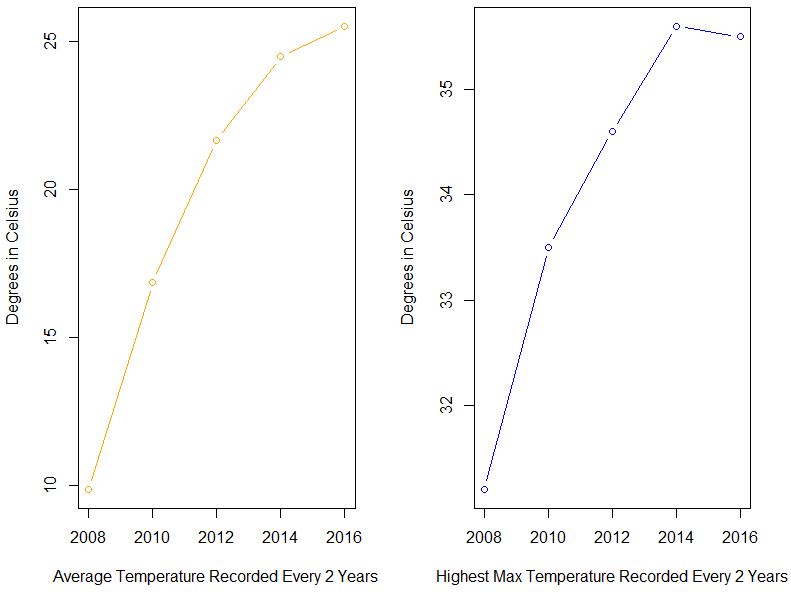 Degrees in Celsius
25
20
15
10
2008 2010 2012 2014 2016
Average Temperature Recorded Every 2 Years
Degrees in Celsius
35
34
33
32
2008 2010 2012 2014 2016
Highest Max Temperature Recorded Every 2 Years